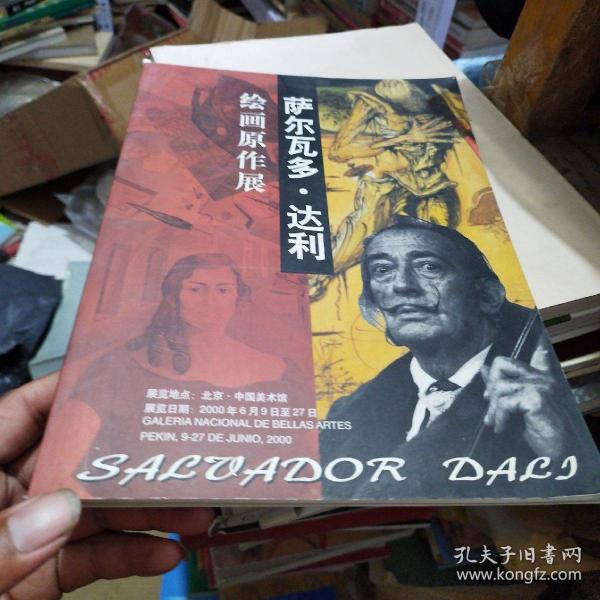 萨尔瓦多·达利
绘画原作展
展览地点：北京·中国美术馆
展览日期：2000年6月9日至27日
GALERIA NACIONAL DE BELLAS ARTES
PEKIN, 9-27 DE JUNIO, 2000
SALVADOR DALI
孔夫子旧书网
www.kongfz.com